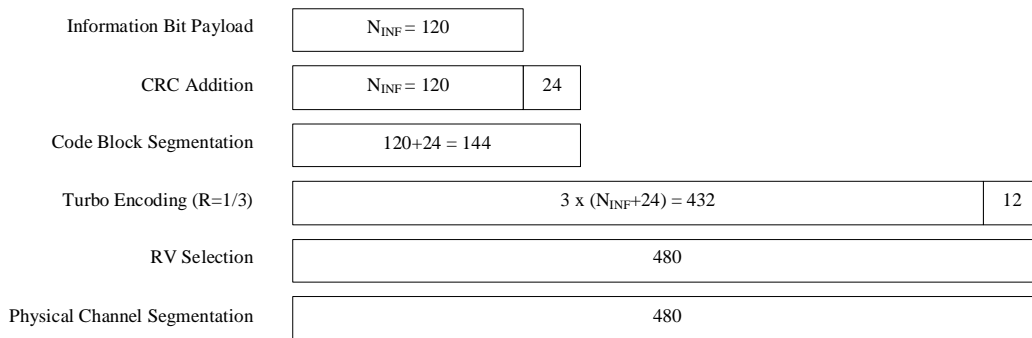 Information Bit Payload N_INF = 120
CRC Addition N_INF = 120 24
Code Block Segmentation 120+24 = 144
Turbo Encoding (R=1/3) 3 x (N_INF+24) = 432 12
RV Selection 480
Physical Channel Segmentation 480